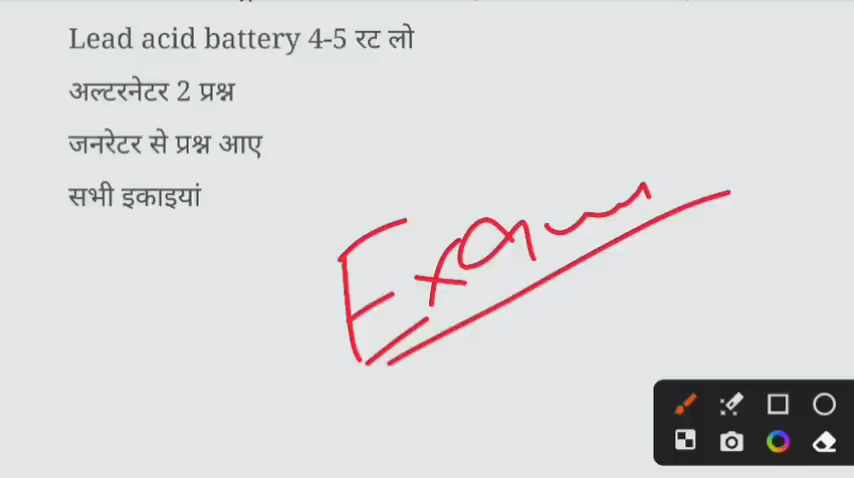 Lead acid battery 4-5 रट लो
अल्टरनेटर 2 प्रश्न
जनरेटर से प्रश्न आए
सभी इकाइयां
Exam